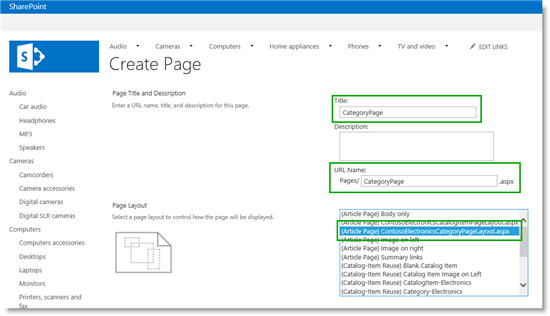 SharePoint
Audio Cameras Computers Home appliances Phones TV and video EDIT LINKS
Create Page
Audio
Car audio
Headphones
MP3
Speakers
Cameras
Camcorders
Camera accessories
Digital cameras
Digital SLR cameras
Computers
Computers accessories
Desktops
Laptops
Monitors
Printers, scanners and
fax
Page Title and Description
Enter a URL name, title, and description for this page.
Title:
CategoryPage
Description:
URL Name:
Pages/ CategoryPage .aspx
Page Layout
Select a page layout to control how the page will be displayed.
(Article Page) Body only
(Article Page) ContosoElectronicsCatalogItemPageLayout.aspx
(Article Page) ContosoElectronicsCategoryPageLayout.aspx
(Article Page) Image on left
(Article Page) Image on right
(Article Page) Summary links
(Catalog-Item Reuse) Blank Catalog Item
(Catalog-Item Reuse) Catalog Item Image on Left
(Catalog-Item Reuse) CatalogItem-Electronics
(Catalog-Item Reuse) Category-Electronics